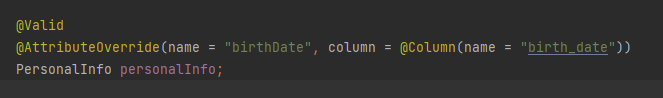 @Valid
@AttributeOverride(name = "birthDate", column = @Column(name = "birth_date"))
PersonalInfo personalInfo;